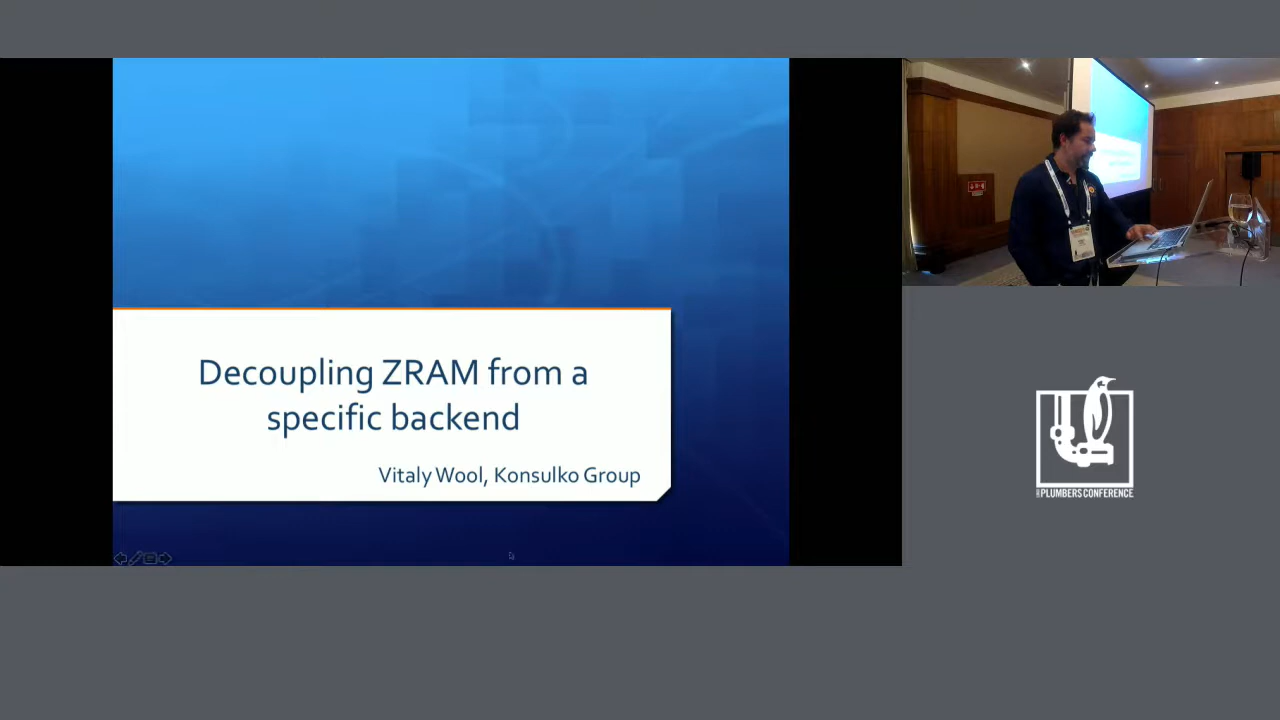 Decoupling ZRAM from a
specific backend
Vitaly Wool, Konsulko Group
PLUMBERS CONFERENCE